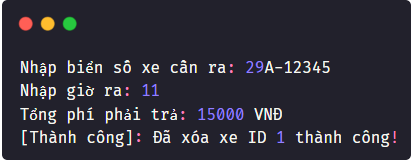 Nhập biển số xe cần ra: 29A-12345
Nhập giờ ra: 11
Tổng phí phải trả: 15000 VNĐ
[Thành công]: Đã xóa xe ID 1 thành công!